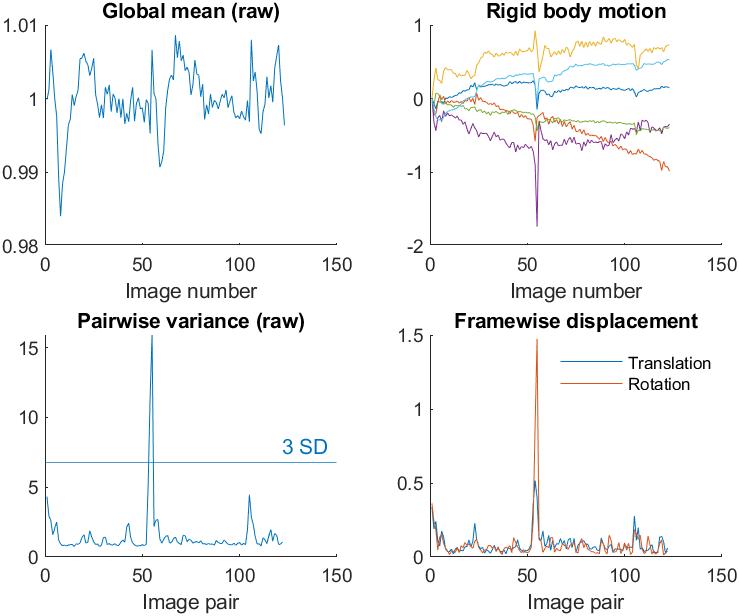 Global mean (raw)
1.01
1
0.99
0.98
0 50 100 150
Image number
Rigid body motion
1
0
-1
-2
0 50 100 150
Image number
Pairwise variance (raw)
15
10
5
0
3 SD
0 50 100 150
Image pair
Framewise displacement
1.5
1
0.5
0
Translation
Rotation
0 50 100 150
Image pair